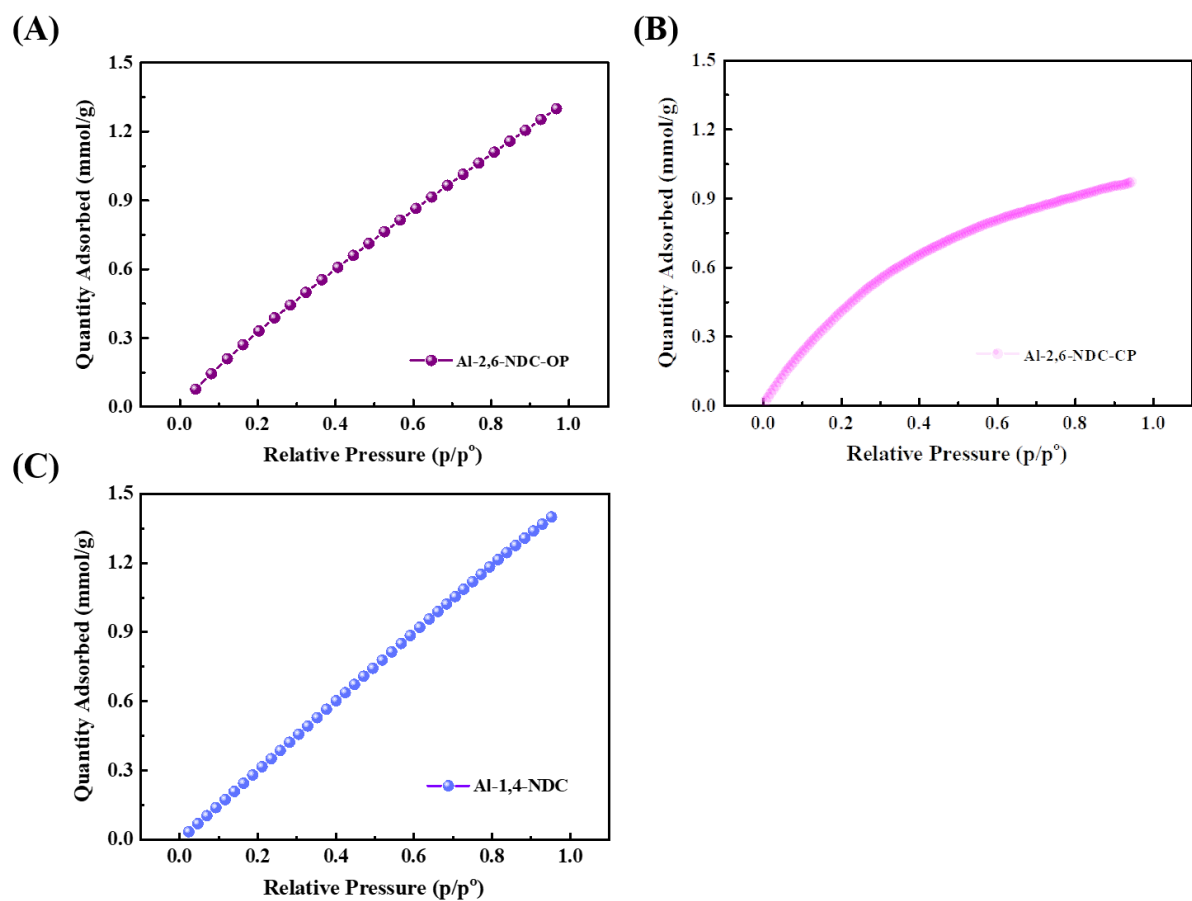 (A)
1.5
1.2
0.9
0.6
0.3
0.0
Quantity Adsorbed (mmol/g)
Al-2,6-NDC-OP
0.0 0.2 0.4 0.6 0.8 1.0
Relative Pressure (p/pº)
(B)
1.5
1.2
0.9
0.6
0.3
0.0
Quantity Adsorbed (mmol/g)
Al-2,6-NDC-CP
0.0 0.2 0.4 0.6 0.8 1.0
Relative Pressure (p/pº)
(C)
1.5
1.2
0.9
0.6
0.3
0.0
Quantity Adsorbed (mmol/g)
Al-1,4-NDC
0.0 0.2 0.4 0.6 0.8 1.0
Relative Pressure (p/pº)